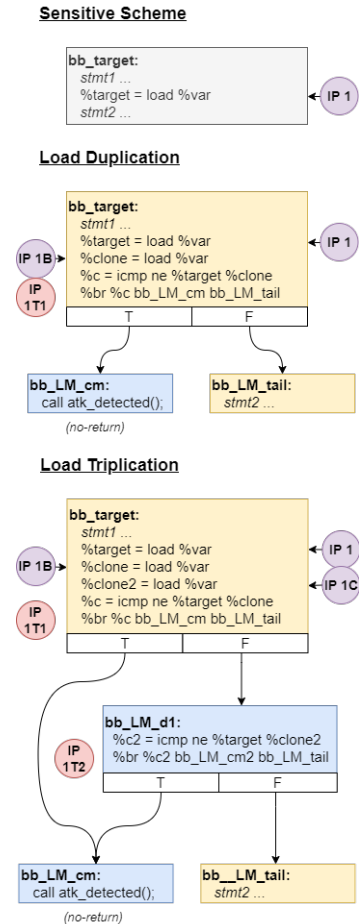 Sensitive Scheme
bb_target:
stmt1 ...
%target = load %var
stmt2 ...
IP 1
Load Duplication
bb_target:
stmt1 ...
%target = load %var
%clone = load %var
%c = icmp ne %target %clone
%br %c bb_LM_cm bb_LM_tail
IP 1
IP 1B
IP
1T1
T F
bb_LM_cm:
call atk_detected();
(no-return)
bb_LM_tail:
stmt2 ...
Load Triplication
bb_target:
stmt1 ...
%target = load %var
%clone = load %var
%clone2 = load %var
%c = icmp ne %target %clone
%br %c bb_LM_cm bb_LM_tail
IP 1
IP 1B
IP 1C
IP
1T1
T F
bb_LM_d1:
%c2 = icmp ne %target %clone2
%br %c2 bb_LM_cm2 bb_LM_tail
IP
1T2
T F
bb_LM_cm:
call atk_detected();
(no-return)
bb__LM_tail:
stmt2 ...